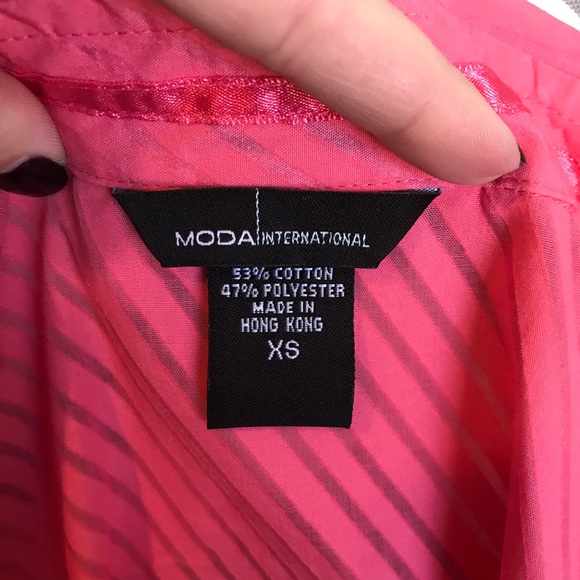 MODA INTERNATIONAL
53% COTTON
47% POLYESTER
MADE IN
HONG KONG
XS